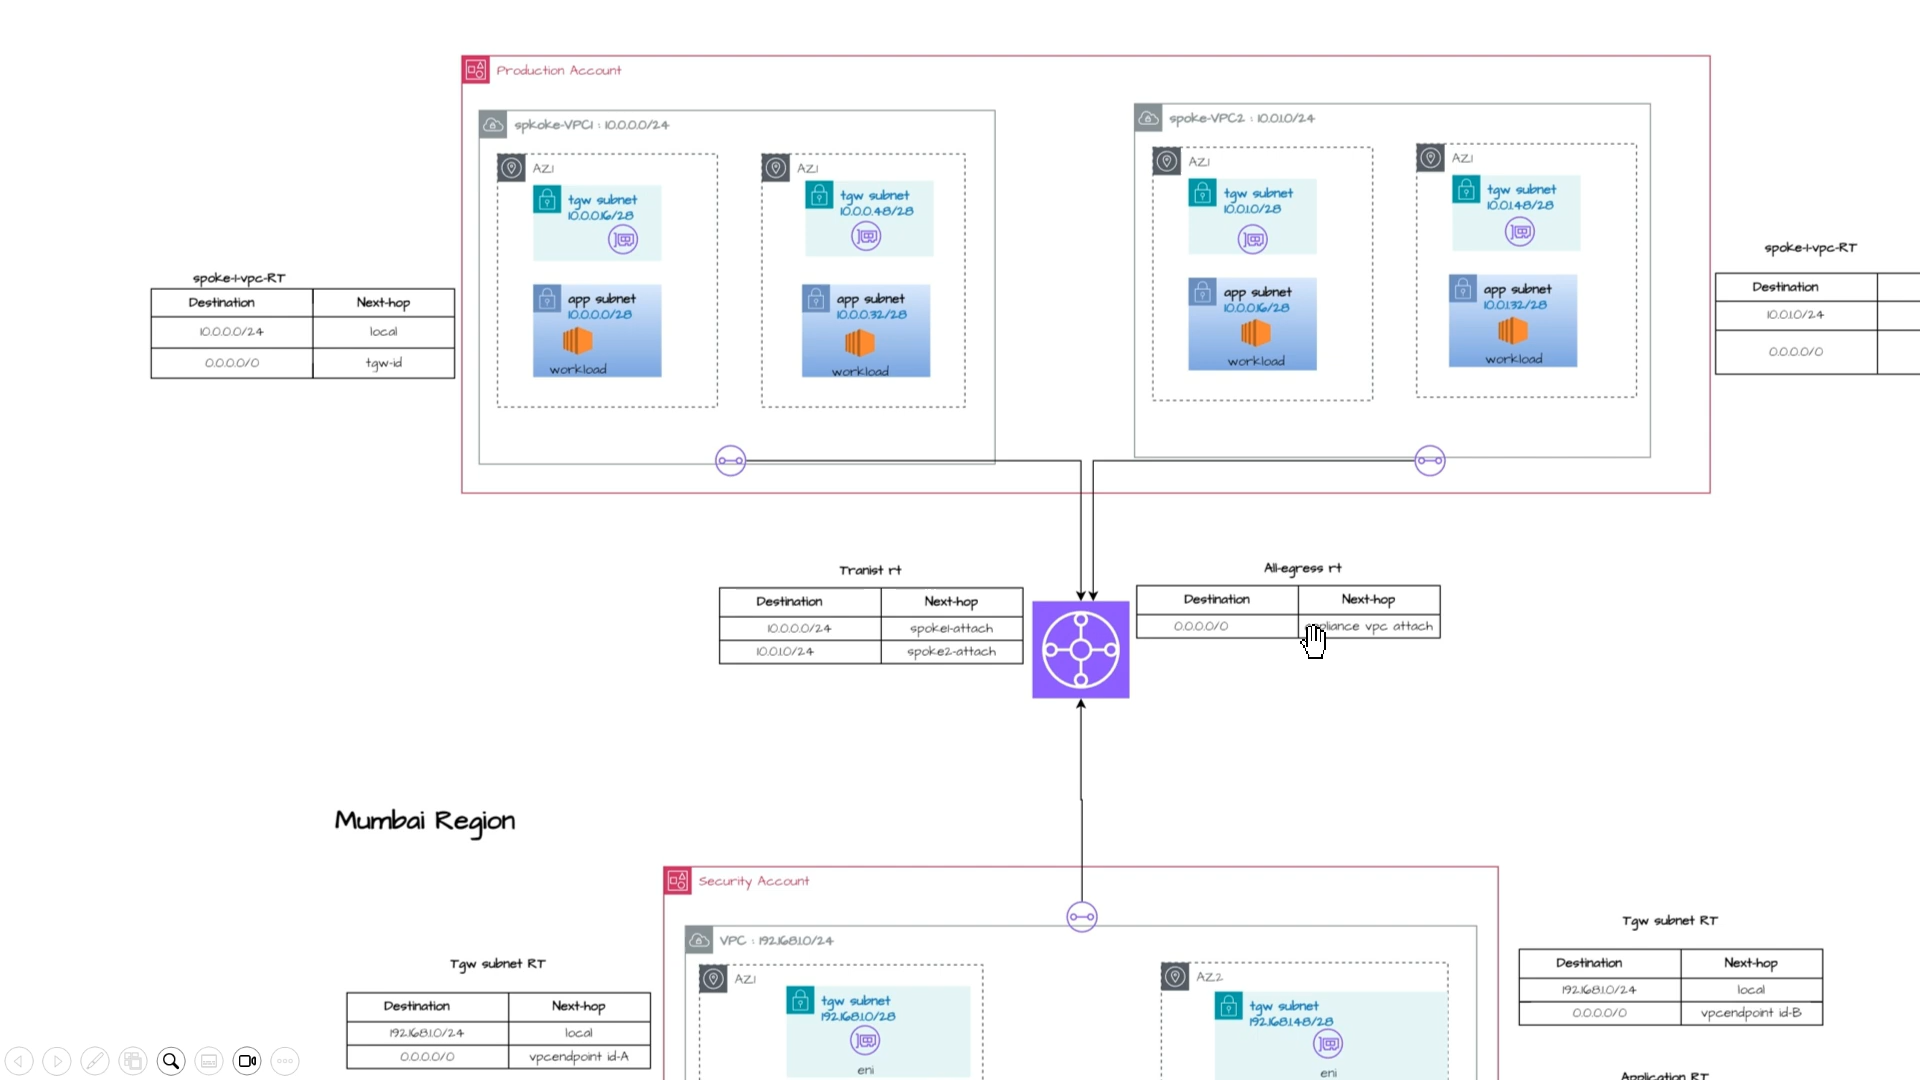 Production Account
spkoke-VPC1 : 10.0.0.0/24
spoke-VPC2 : 10.0.1.0/24
AZ1
AZ1
AZ1
AZ1
tgw subnet
10.0.0.16/28
tgw subnet
10.0.0.48/28
tgw subnet
10.0.1.0/28
tgw subnet
10.0.1.48/28
app subnet
10.0.0.0/28
workload
app subnet
10.0.0.32/28
workload
app subnet
10.0.0.16/28
workload
app subnet
10.0.1.32/28
workload
spoke-1-vpc-RT
Destination Next-hop
10.0.0.0/24 local
0.0.0.0/0 tgw-id
spoke-1-vpc-RT
Destination
10.0.1.0/24
0.0.0.0/0
Tranist rt
Destination Next-hop
10.0.0.0/24 spoke1-attach
10.0.1.0/24 spoke2-attach
All-egress rt
Destination Next-hop
0.0.0.0/0 appliance vpc attach
Mumbai Region
Security Account
VPC : 192.168.1.0/24
AZ1
AZ2
tgw subnet
192.168.1.0/28
eni
tgw subnet
192.168.1.48/28
eni
Tgw subnet RT
Destination Next-hop
192.168.1.0/24 local
0.0.0.0/0 vpcendpoint id-A
Tgw subnet RT
Destination Next-hop
192.168.1.0/24 local
0.0.0.0/0 vpcendpoint id-B
Application RT